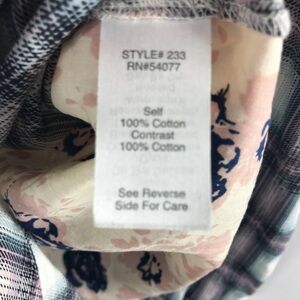 STYLE# 233
RN#54077
Self
100% Cotton
Contrast
100% Cotton
See Reverse
Side For Care